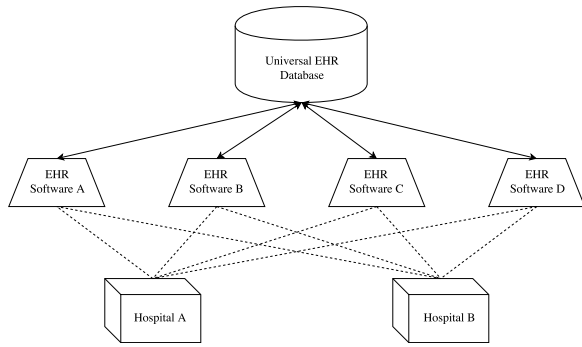 Universal EHR
Database
EHR
Software A
EHR
Software B
EHR
Software C
EHR
Software D
Hospital A
Hospital B